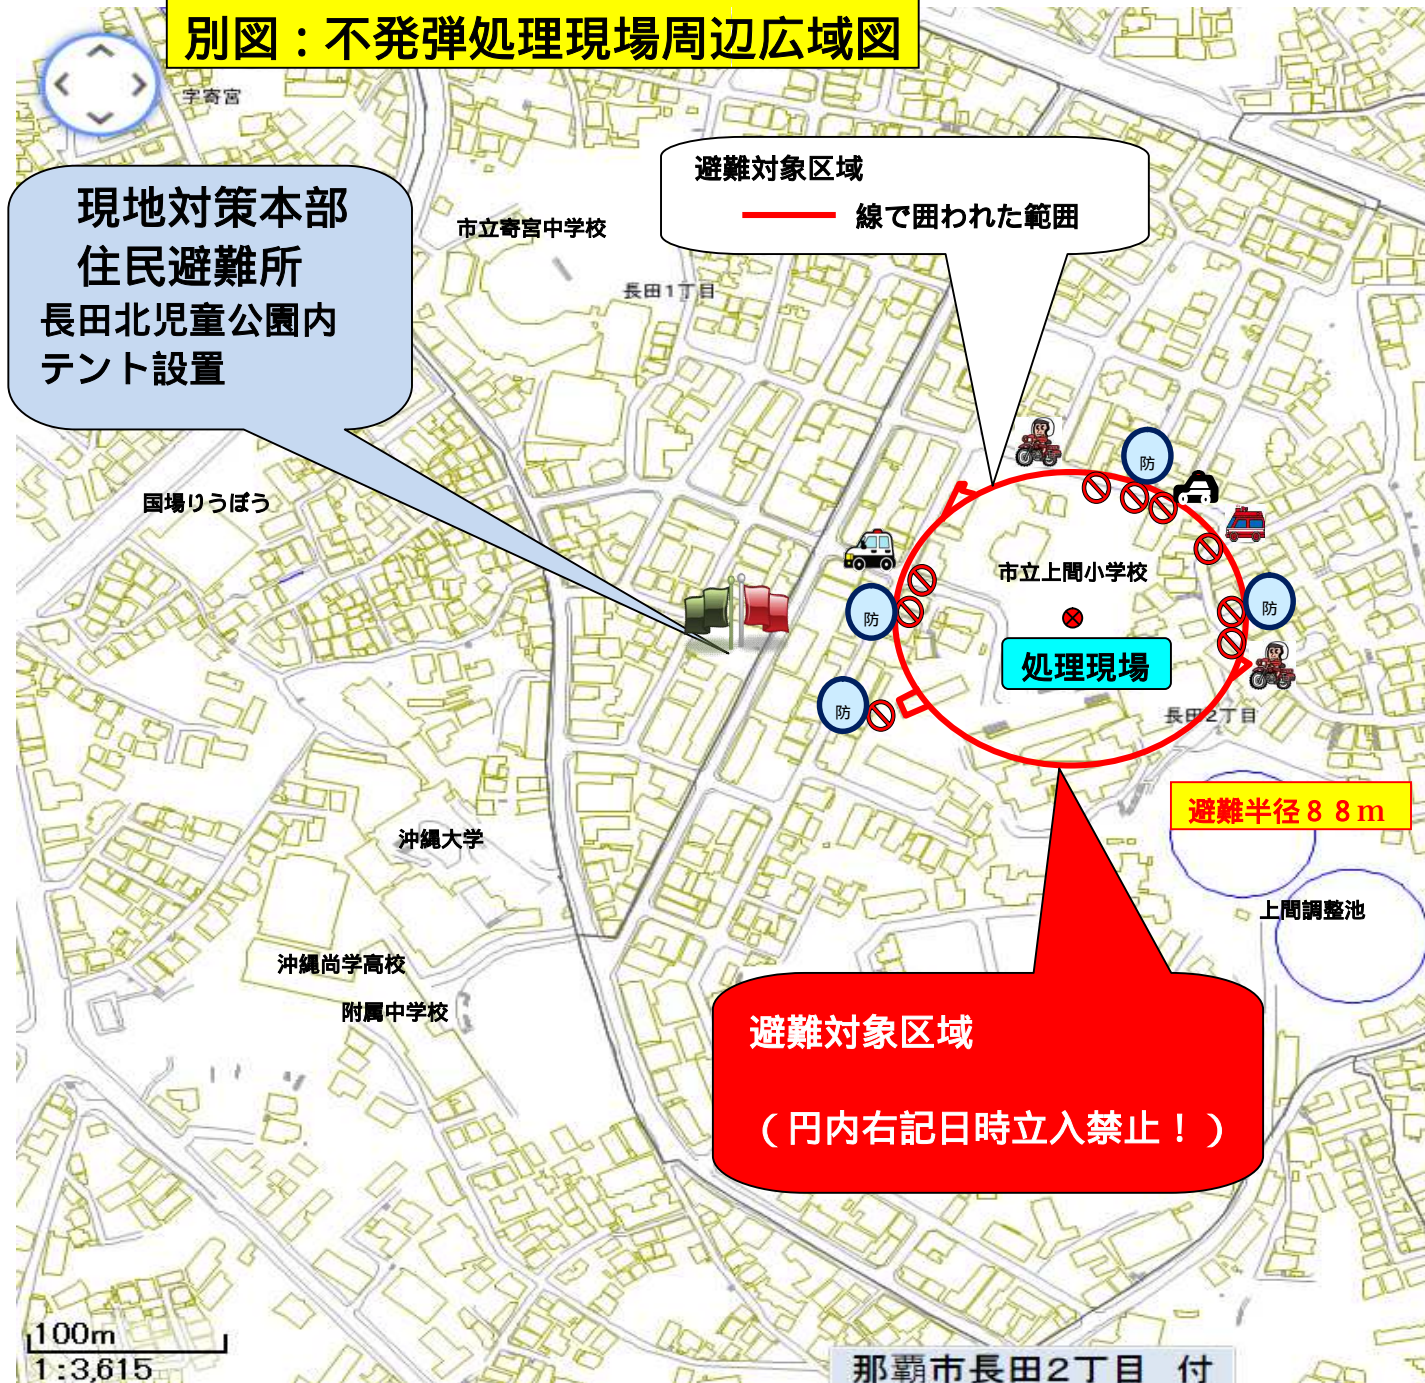 別図：不発弾処理現場周辺広域図
字寄宮
現地対策本部
住民避難所
長田北児童公園内
テント設置
避難対象区域
線で囲われた範囲
市立寄宮中学校
長田1丁目
国場りうぼう
防
市立上間小学校
防
防
処理現場
防
長田2丁目
避難半径８８m
沖縄大学
上間調整池
沖縄尚学高校
附属中学校
避難対象区域
（円内右記日時立入禁止！）
100m
1:3,615
那覇市長田2丁目 付